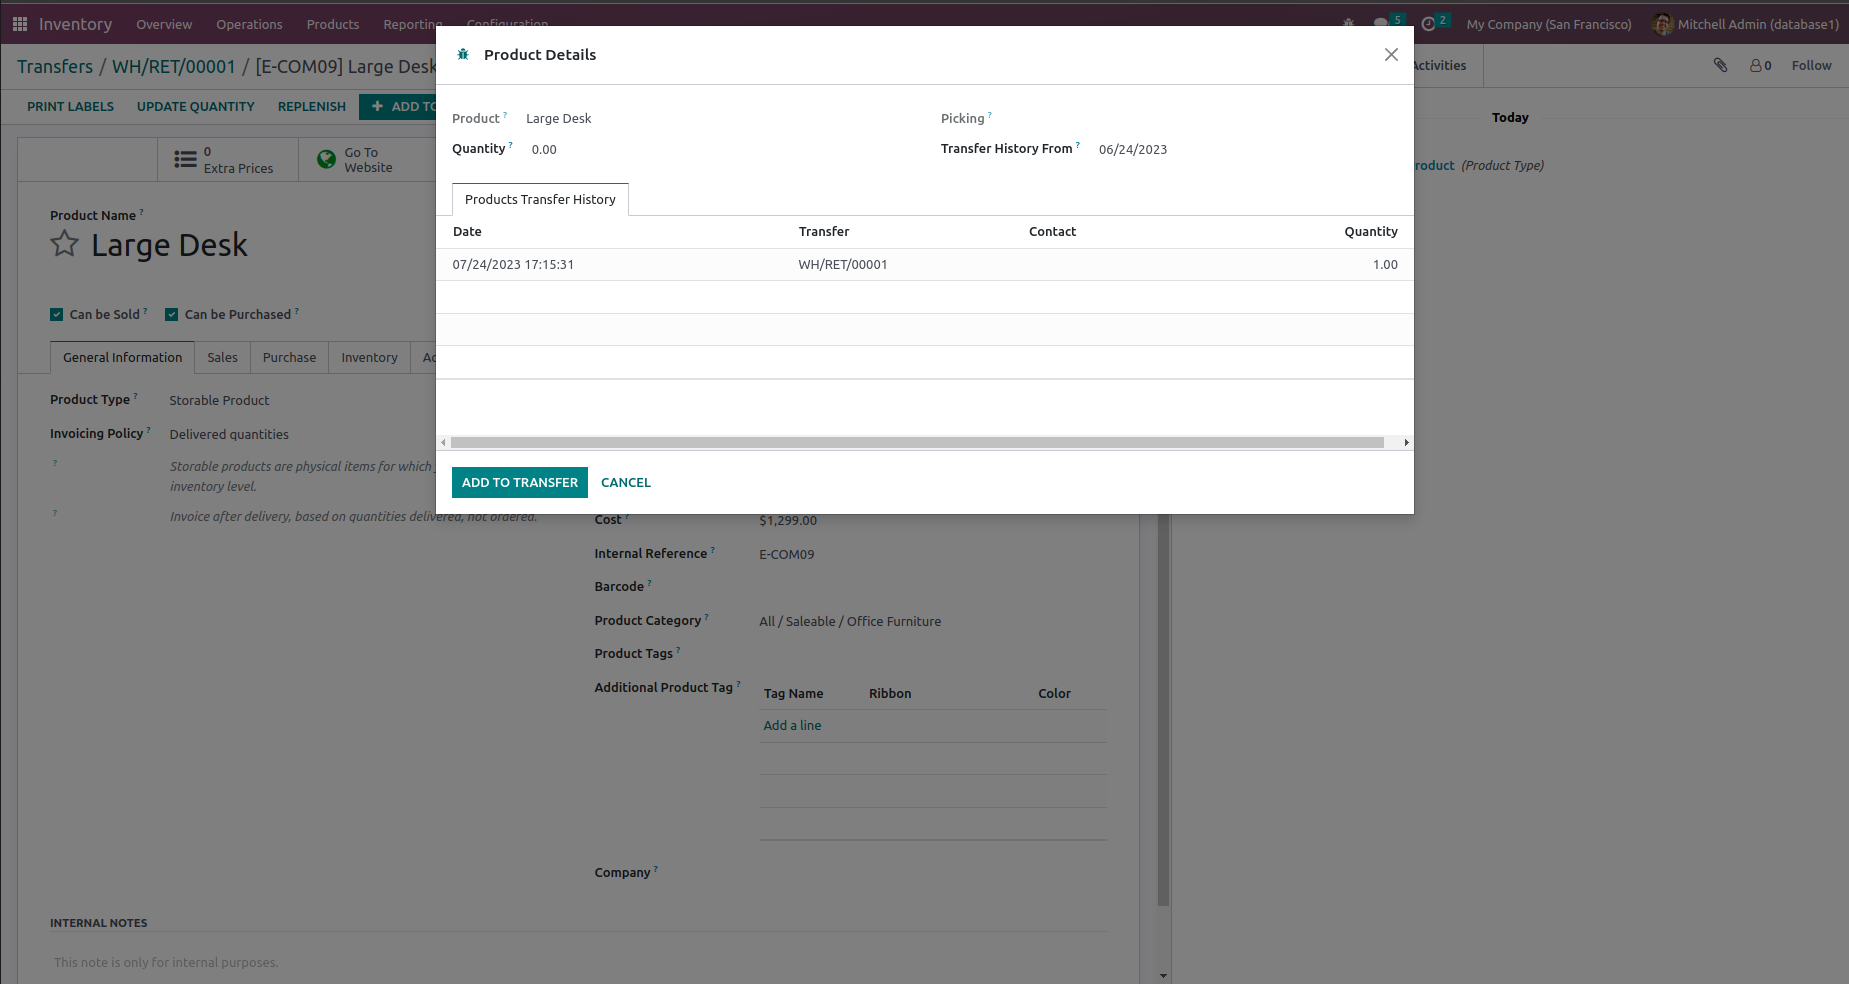 Inventory Overview Operations Products Reporting Configuration 5 2 My Company (San Francisco) Mitchell Admin (database1)
Transfers / WH/RET/00001 / [E-COM09] Large Desk
Activities 0 Follow
PRINT LABELS UPDATE QUANTITY REPLENISH + ADD TO
0
Extra Prices
Go To
Website
Product Name ?
Large Desk
Can be Sold ? Can be Purchased ?
General Information Sales Purchase Inventory Ac
Product Type ? Storable Product
Invoicing Policy ? Delivered quantities
? Storable products are physical items for which
inventory level.
? Invoice after delivery, based on quantities delivered, not ordered.
Product Details
Product ? Large Desk
Picking ?
Quantity ? 0.00
Transfer History From ? 06/24/2023
Products Transfer History
Date Transfer Contact Quantity
07/24/2023 17:15:31 WH/RET/00001 1.00
ADD TO TRANSFER CANCEL
Cost ? $1,299.00
Internal Reference ? E-COM09
Barcode ?
Product Category ? All / Saleable / Office Furniture
Product Tags ?
Additional Product Tag ? Tag Name Ribbon Color
Add a line
Company ?
INTERNAL NOTES
This note is only for internal purposes.
Today
roduct (Product Type)